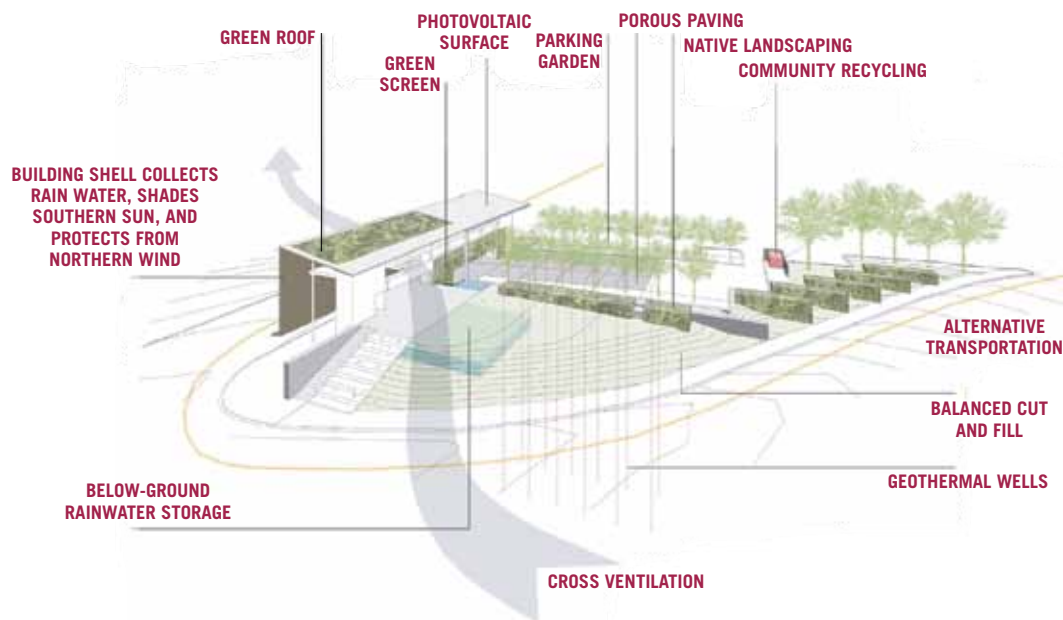 GREEN ROOF
PHOTOVOLTAIC
SURFACE
GREEN
SCREEN
PARKING
GARDEN
POROUS PAVING
NATIVE LANDSCAPING
COMMUNITY RECYCLING
BUILDING SHELL COLLECTS
RAIN WATER, SHADES
SOUTHERN SUN, AND
PROTECTS FROM
NORTHERN WIND
ALTERNATIVE
TRANSPORTATION
BALANCED CUT
AND FILL
GEOTHERMAL WELLS
BELOW-GROUND
RAINWATER STORAGE
CROSS VENTILATION